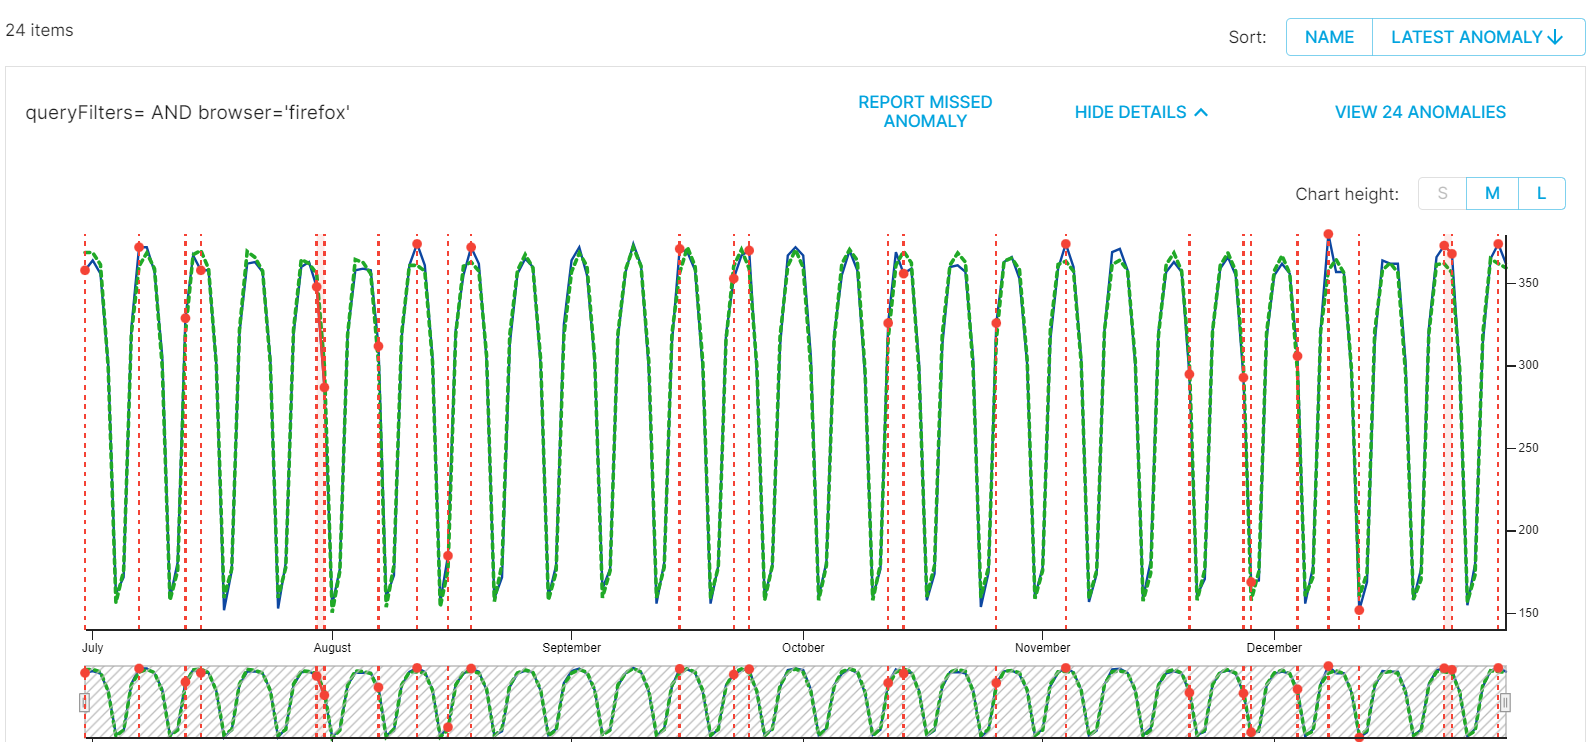 24 items
Sort:
NAME
LATEST ANOMALY
queryFilters= AND browser='firefox'
REPORT MISSED
ANOMALY
HIDE DETAILS
VIEW 24 ANOMALIES
Chart height:
S
M
L
350
300
250
200
150
July
August
September
October
November
December